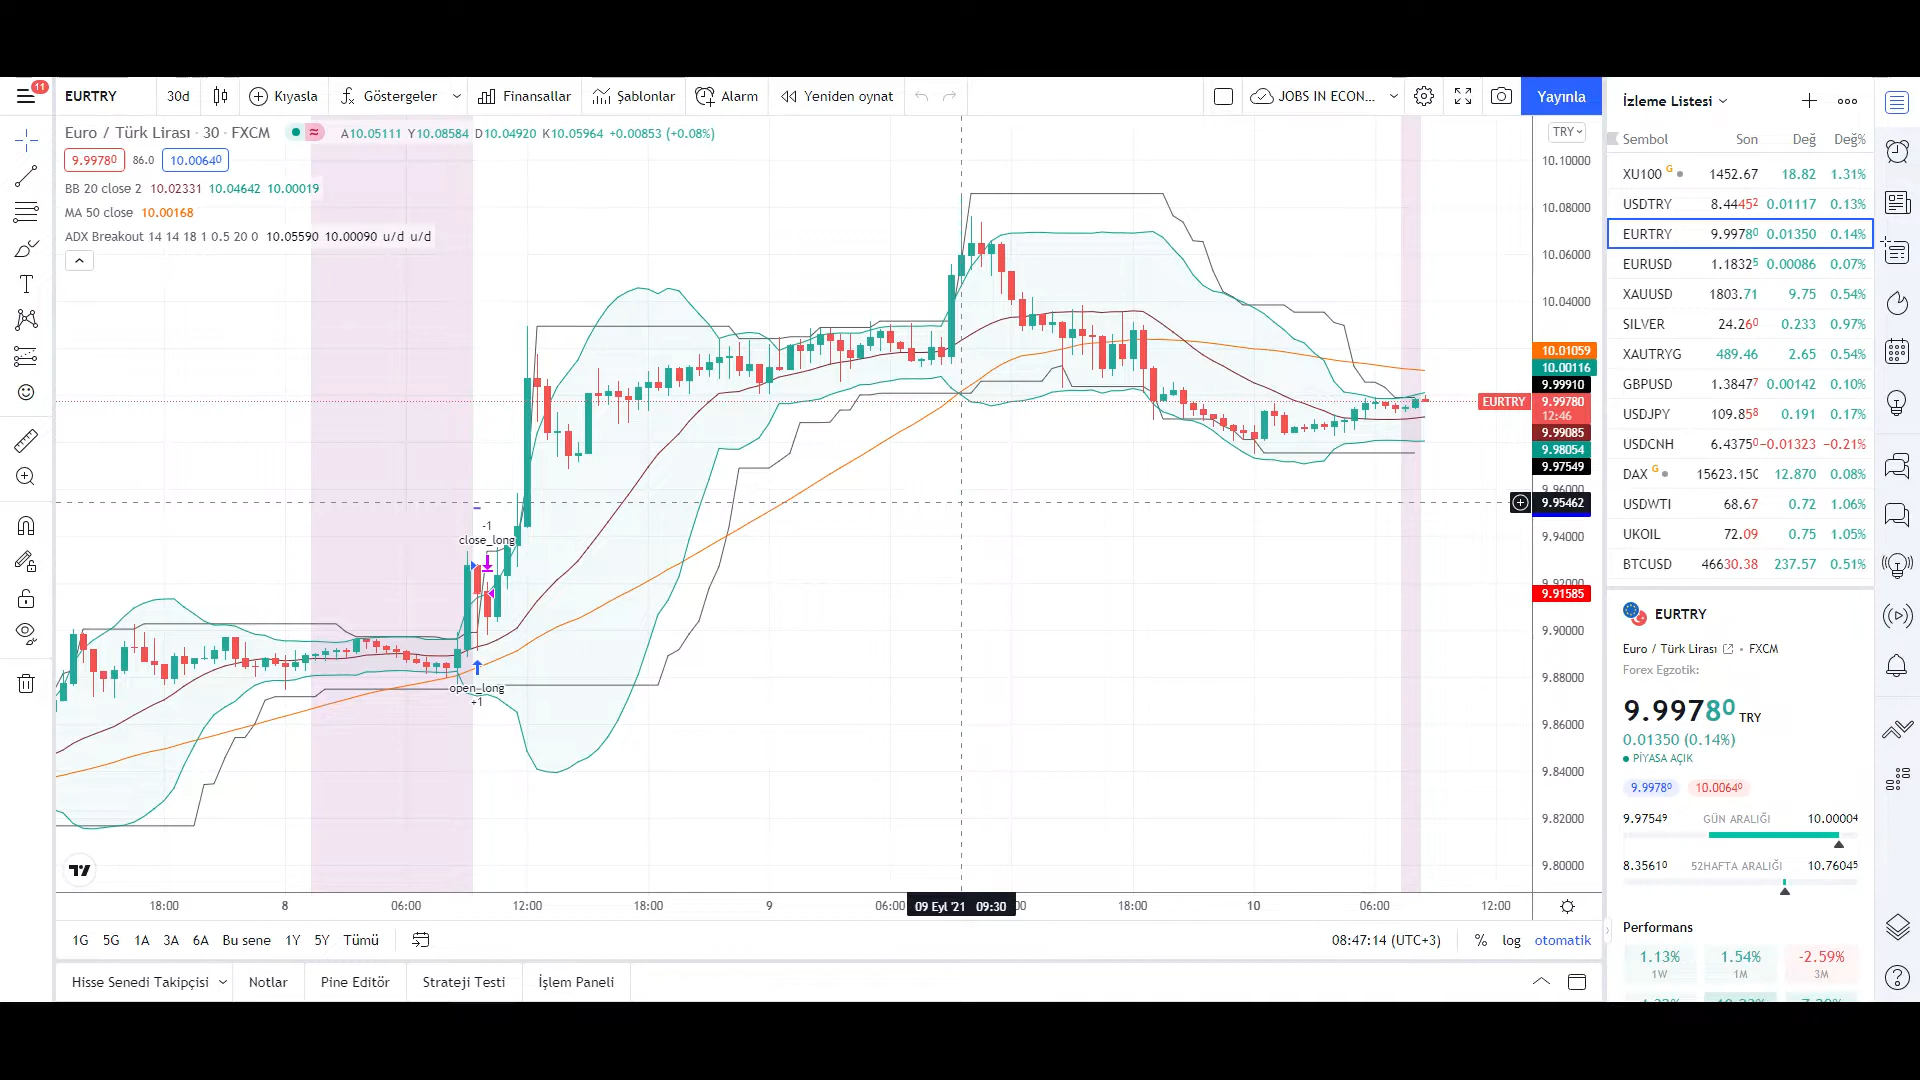 11
EURTRY 30d Kıyasla Göstergeler Finansallar Şablonlar Alarm Yeniden oynat JOBS IN ECON... Yayınla
Euro / Türk Lirası · 30 · FXCM A10.05111 Y10.08584 D10.04920 K10.05964 +0.00853 (+0.08%)
9.99780 86.0 10.00640
BB 20 close 2 10.02331 10.04642 10.00019
MA 50 close 10.00168
ADX Breakout 14 14 18 1 0.5 20 0 10.05590 10.00090 u/d u/d
-1
close_long
open_long
+1
TRY
10.10000
10.08000
10.06000
10.04000
10.01059
10.00116
9.99910
EURTRY 9.99780
12:46
9.99085
9.98054
9.97549
9.96000
9.95462
9.94000
9.92000
9.91585
9.90000
9.88000
9.86000
9.84000
9.82000
9.80000
18:00 8 06:00 12:00 18:00 9 06:00 09 Eyl '21 09:30 18:00 10 06:00 12:00
1G 5G 1A 3A 6A Bu sene 1Y 5Y Tümü 08:47:14 (UTC+3) % log otomatik
Hisse Senedi Takipçisi Notlar Pine Editör Strateji Testi İşlem Paneli
İzleme Listesi
Sembol Son Değ Değ%
XU100 G 1452.67 18.82 1.31%
USDTRY 8.44452 0.01117 0.13%
EURTRY 9.99780 0.01350 0.14%
EURUSD 1.18325 0.00086 0.07%
XAUUSD 1803.71 9.75 0.54%
SILVER 24.260 0.233 0.97%
XAUTRYG 489.46 2.65 0.54%
GBPUSD 1.38477 0.00142 0.10%
USDJPY 109.858 0.191 0.17%
USDCNH 6.43750 -0.01323 -0.21%
DAX G 15623.150 12.870 0.08%
USDWTI 68.67 0.72 1.06%
UKOIL 72.09 0.75 1.05%
BTCUSD 46630.38 237.57 0.51%
EURTRY
Euro / Türk Lirası • FXCM
Forex Egzotik:
9.99780 TRY
0.01350 (0.14%)
PİYASA AÇIK
9.99780 10.00640
9.97549 GÜN ARALIĞI 10.00004
8.35610 52HAFTA ARALIĞI 10.76045
Performans
1.13% 1.54% -2.59%
1W 1M 3M